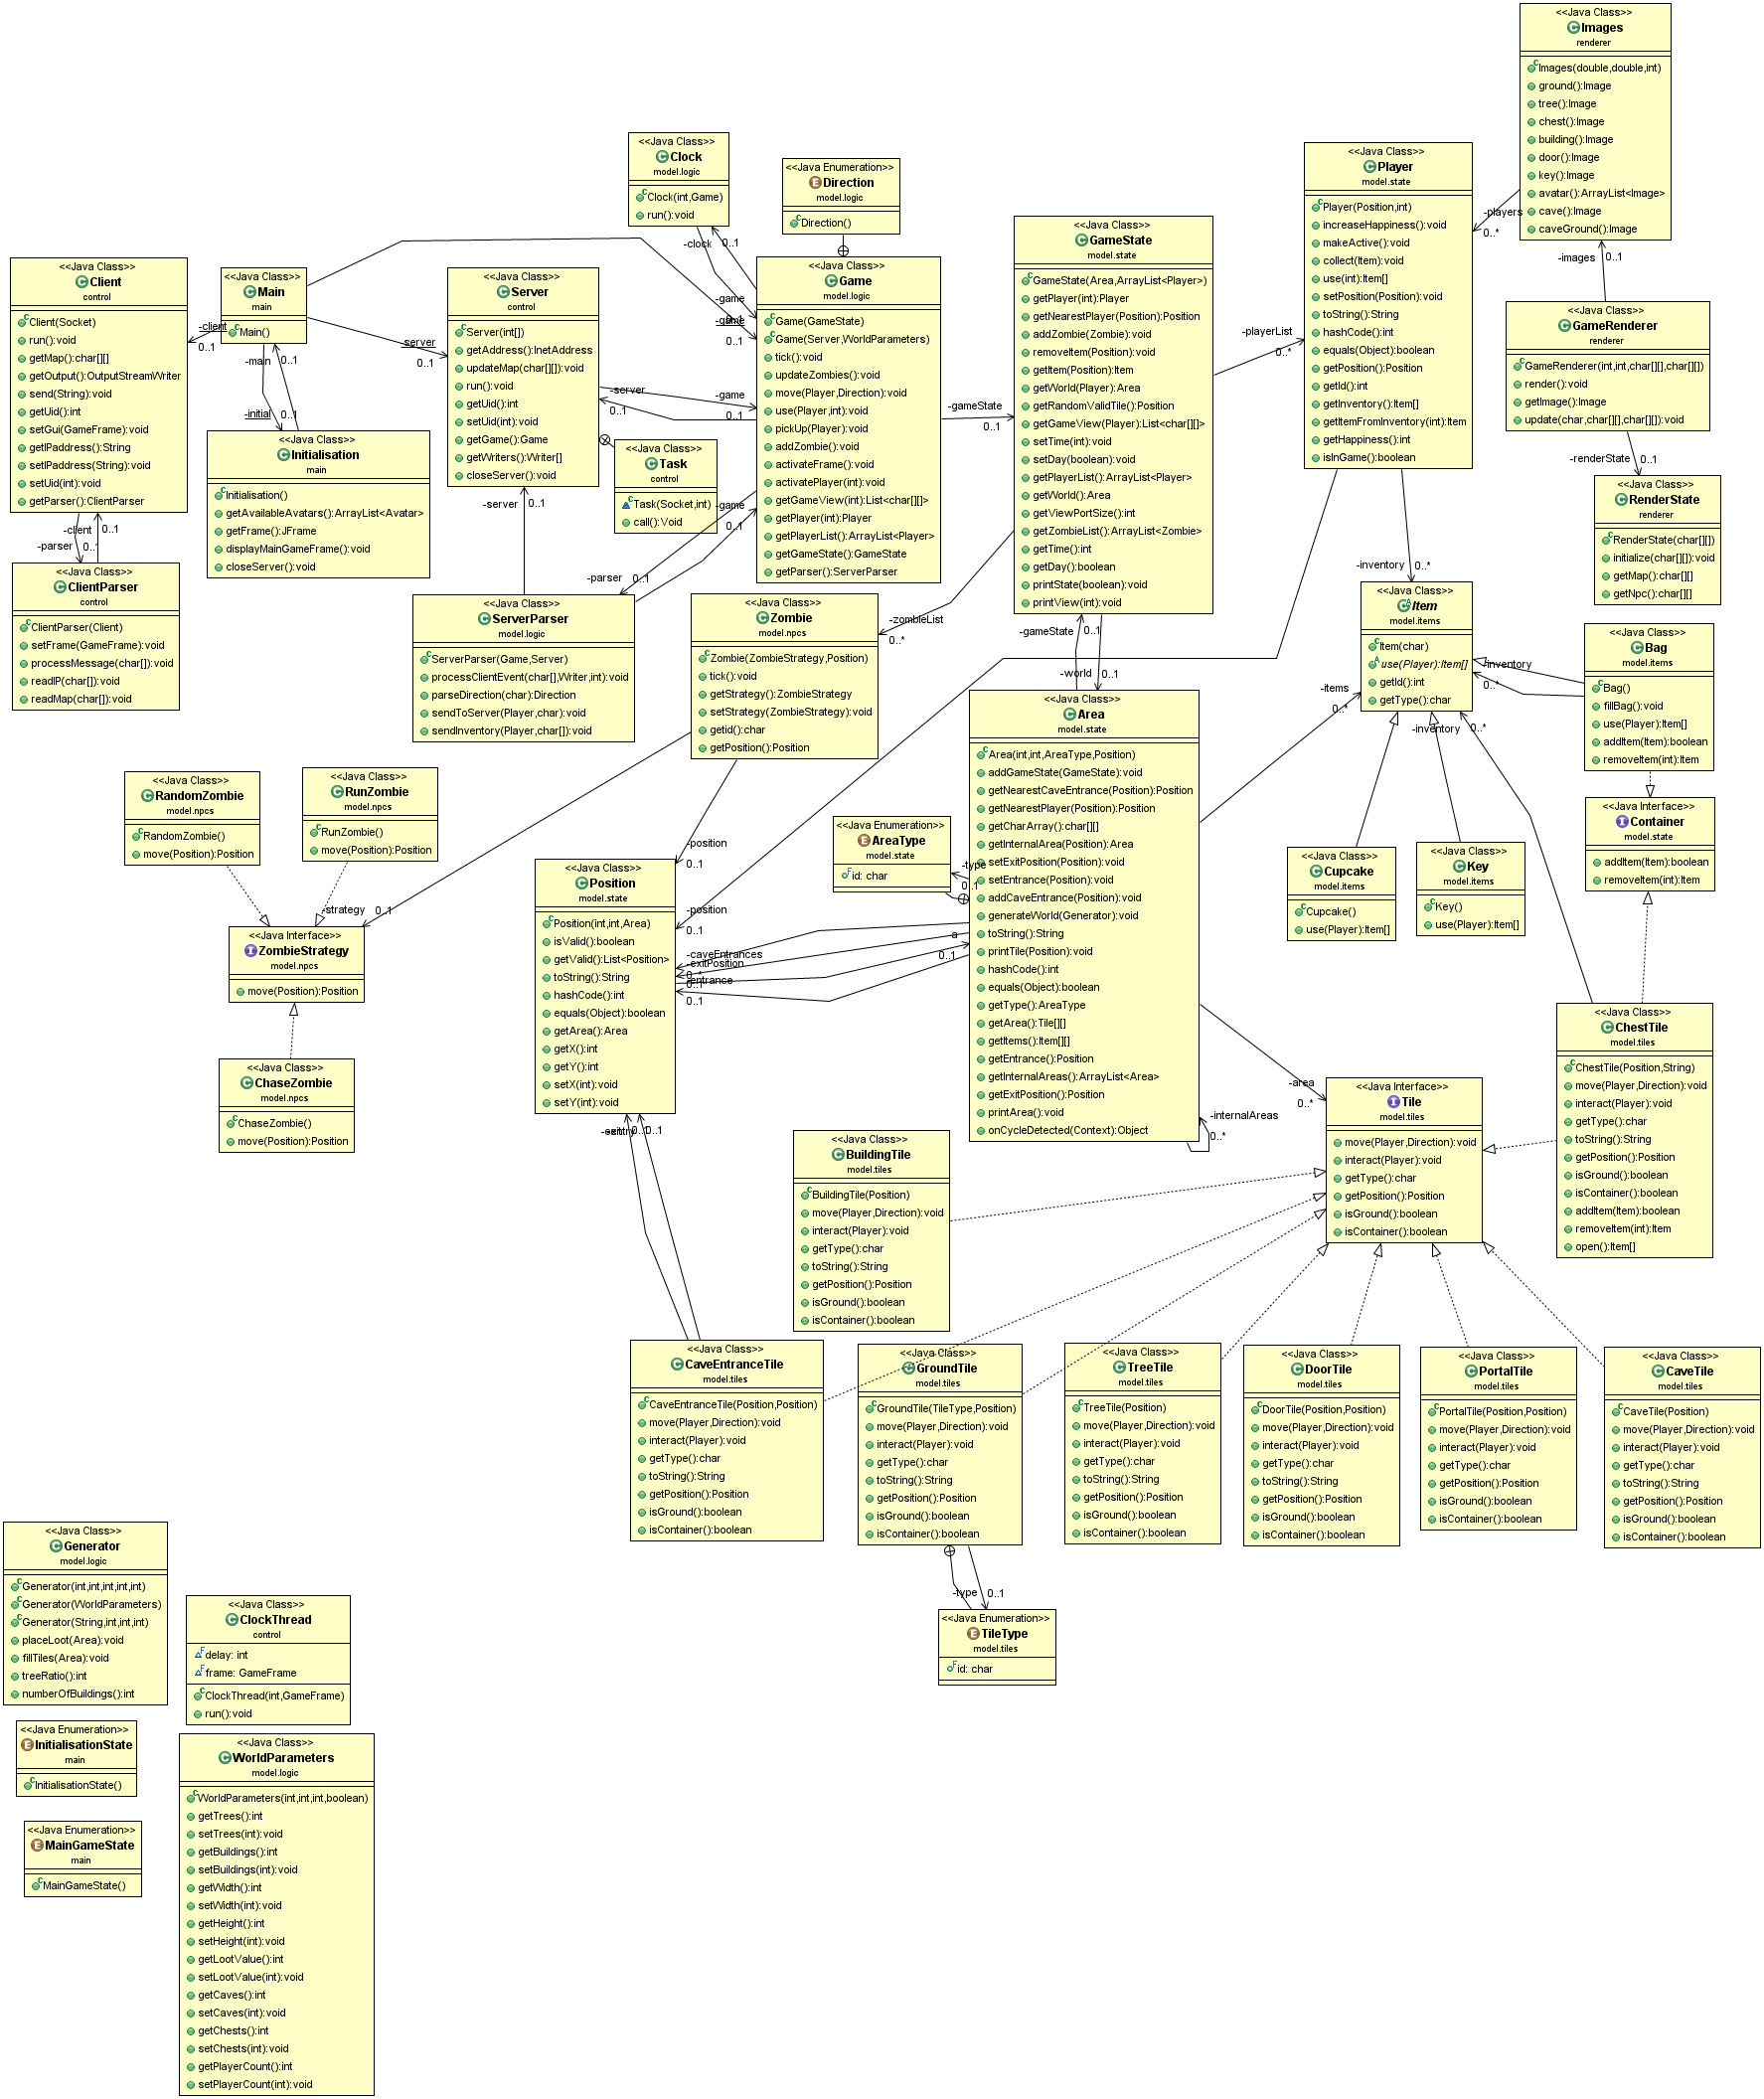 <<Java Class>>
Images
renderer
Images(double,double,int)
ground():Image
tree():Image
chest():Image
building():Image
door():Image
key():Image
avatar():ArrayList<Image>
cave():Image
caveGround():Image
<<Java Class>>
Clock
model.logic
Clock(int,Game)
run():void
<<Java Enumeration>>
Direction
model.logic
Direction()
<<Java Class>>
Player
model.state
Player(Position,int)
increaseHappiness():void
makeActive():void
collect(Item):void
use(int):Item[]
setPosition(Position):void
toString():String
hashCode():int
equals(Object):boolean
getPosition():Position
getId():int
getInventory():Item[]
getItemFromInventory(int):Item
getHappiness():int
isInGame():boolean
-players
0..*
-images
0..1
<<Java Class>>
GameState
model.state
GameState(Area,ArrayList<Player>)
getPlayer(int):Player
getNearestPlayer(Position):Position
addZombie(Zombie):void
removeItem(Position):void
getItem(Position):Item
getWorld(Player):Area
getRandomValidTile():Position
getGameView(Player):List<char[][]>
setTime(int):void
setDay(boolean):void
getPlayerList():ArrayList<Player>
getWorld():Area
getViewPortSize():int
getZombieList():ArrayList<Zombie>
getTime():int
getDay():boolean
printState(boolean):void
printView(int):void
-playerList
0..*
<<Java Class>>
Client
control
Client(Socket)
run():void
getMap():char[][]
getOutput():OutputStreamWriter
send(String):void
getUid():int
setGui(GameFrame):void
getIPaddress():String
setIPaddress(String):void
setUid(int):void
getParser():ClientParser
<<Java Class>>
Main
main
Main()
-client
0..1
-main
0..1
-initial
0..1
-server
0..1
<<Java Class>>
Server
control
Server(int[])
getAddress():InetAddress
updateMap(char[][]):void
run():void
getUid():int
setUid(int):void
getGame():Game
getWriters():Writer[]
closeServer():void
-clock
0..1
-game
-game
0..1
-server
0..1
-game
0..1
<<Java Class>>
Game
model.logic
Game(GameState)
Game(Server,WorldParameters)
tick():void
updateZombies():void
move(Player,Direction):void
use(Player,int):void
pickUp(Player):void
addZombie():void
activateFrame():void
activatePlayer(int):void
getGameView(int):List<char[][]>
getPlayer(int):Player
getPlayerList():ArrayList<Player>
getGameState():GameState
getParser():ServerParser
-gameState
0..1
<<Java Class>>
GameRenderer
renderer
GameRenderer(int,int,char[][],char[][])
render():void
getImage():Image
update(char,char[][],char[][]):void
-renderState
0..1
<<Java Class>>
RenderState
renderer
RenderState(char[][])
initialize(char[][]):void
getMap():char[][]
getNpc():char[][]
<<Java Class>>
Initialisation
main
Initialisation()
getAvailableAvatars():ArrayList<Avatar>
getFrame():JFrame
displayMainGameFrame():void
closeServer():void
<<Java Class>>
Task
control
Task(Socket,int)
call():Void
-game
0..1
-server
0..1
-client
0..1
-parser
0..1
<<Java Class>>
ClientParser
control
ClientParser(Client)
setFrame(GameFrame):void
processMessage(char[]):void
readIP(char[]):void
readMap(char[]):void
-parser
0..1
<<Java Class>>
ServerParser
model.logic
ServerParser(Game,Server)
processClientEvent(char[],Writer,int):void
parseDirection(char):Direction
sendToServer(Player,char):void
sendInventory(Player,char[]):void
<<Java Class>>
Zombie
model.npcs
Zombie(ZombieStrategy,Position)
tick():void
getStrategy():ZombieStrategy
setStrategy(ZombieStrategy):void
getid():char
getPosition():Position
-zombieList
0..*
-gameState
0..1
-world
0..1
-inventory
0..*
<<Java Class>>
Item
model.items
Item(char)
use(Player):Item[]
getId():int
getType():char
-inventory
0..*
<<Java Class>>
Bag
model.items
Bag()
fillBag():void
use(Player):Item[]
addItem(Item):boolean
removeItem(int):Item
-items
0..*
-inventory
0..*
<<Java Class>>
Area
model.state
Area(int,int,AreaType,Position)
addGameState(GameState):void
getNearestCaveEntrance(Position):Position
getNearestPlayer(Position):Position
getCharArray():char[][]
getInternalArea(Position):Area
setExitPosition(Position):void
setEntrance(Position):void
addCaveEntrance(Position):void
generateWorld(Generator):void
toString():String
printTile(Position):void
hashCode():int
equals(Object):boolean
getType():AreaType
getArea():Tile[][]
getItems():Item[][]
getEntrance():Position
getInternalAreas():ArrayList<Area>
getExitPosition():Position
printArea():void
onCycleDetected(Context):Object
<<Java Class>>
RandomZombie
model.npcs
RandomZombie()
move(Position):Position
<<Java Class>>
RunZombie
model.npcs
RunZombie()
move(Position):Position
<<Java Enumeration>>
AreaType
model.state
id: char
-type
0..1
<<Java Interface>>
Container
model.state
addItem(Item):boolean
removeItem(int):Item
<<Java Class>>
Cupcake
model.items
Cupcake()
use(Player):Item[]
<<Java Class>>
Key
model.items
Key()
use(Player):Item[]
-position
0..1
-position
0..1
-strategy
0..1
<<Java Interface>>
ZombieStrategy
model.npcs
move(Position):Position
<<Java Class>>
Position
model.state
Position(int,int,Area)
isValid():boolean
getValid():List<Position>
toString():String
hashCode():int
equals(Object):boolean
getArea():Area
getX():int
getY():int
setX(int):void
setY(int):void
-caveEntrances
-exitPosition
0..*
-entrance
0..1
a
0..1
<<Java Class>>
ChaseZombie
model.npcs
ChaseZombie()
move(Position):Position
<<Java Class>>
ChestTile
model.tiles
ChestTile(Position,String)
move(Player,Direction):void
interact(Player):void
getType():char
toString():String
getPosition():Position
isGround():boolean
isContainer():boolean
addItem(Item):boolean
removeItem(int):Item
open():Item[]
-area
0..*
-internalAreas
0..*
<<Java Interface>>
Tile
model.tiles
move(Player,Direction):void
interact(Player):void
getType():char
getPosition():Position
isGround():boolean
isContainer():boolean
0..1
<<Java Class>>
BuildingTile
model.tiles
BuildingTile(Position)
move(Player,Direction):void
interact(Player):void
getType():char
toString():String
getPosition():Position
isGround():boolean
isContainer():boolean
<<Java Class>>
CaveEntranceTile
model.tiles
CaveEntranceTile(Position,Position)
move(Player,Direction):void
interact(Player):void
getType():char
toString():String
getPosition():Position
isGround():boolean
isContainer():boolean
<<Java Class>>
GroundTile
model.tiles
GroundTile(TileType,Position)
move(Player,Direction):void
interact(Player):void
getType():char
toString():String
getPosition():Position
isGround():boolean
isContainer():boolean
<<Java Class>>
TreeTile
model.tiles
TreeTile(Position)
move(Player,Direction):void
interact(Player):void
getType():char
toString():String
getPosition():Position
isGround():boolean
isContainer():boolean
<<Java Class>>
DoorTile
model.tiles
DoorTile(Position,Position)
move(Player,Direction):void
interact(Player):void
getType():char
toString():String
getPosition():Position
isGround():boolean
isContainer():boolean
<<Java Class>>
PortalTile
model.tiles
PortalTile(Position,Position)
move(Player,Direction):void
interact(Player):void
getType():char
getPosition():Position
isGround():boolean
isContainer():boolean
<<Java Class>>
CaveTile
model.tiles
CaveTile(Position)
move(Player,Direction):void
interact(Player):void
getType():char
toString():String
getPosition():Position
isGround():boolean
isContainer():boolean
-type
0..1
<<Java Enumeration>>
TileType
model.tiles
id: char
<<Java Class>>
Generator
model.logic
Generator(int,int,int,int,int)
Generator(WorldParameters)
Generator(String,int,int,int)
placeLoot(Area):void
fillTiles(Area):void
treeRatio():int
numberOfBuildings():int
<<Java Class>>
ClockThread
control
delay: int
frame: GameFrame
ClockThread(int,GameFrame)
run():void
<<Java Enumeration>>
InitialisationState
main
InitialisationState()
<<Java Enumeration>>
MainGameState
main
MainGameState()
<<Java Class>>
WorldParameters
model.logic
WorldParameters(int,int,int,boolean)
getTrees():int
setTrees(int):void
getBuildings():int
setBuildings(int):void
getWidth():int
setWidth(int):void
getHeight():int
setHeight(int):void
getLootValue():int
setLootValue(int):void
getCaves():int
setCaves(int):void
getChests():int
setChests(int):void
getPlayerCount():int
setPlayerCount(int):void